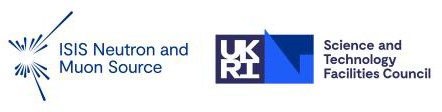 ISIS Neutron and
Muon Source
UK
RI
Science and
Technology
Facilities Council